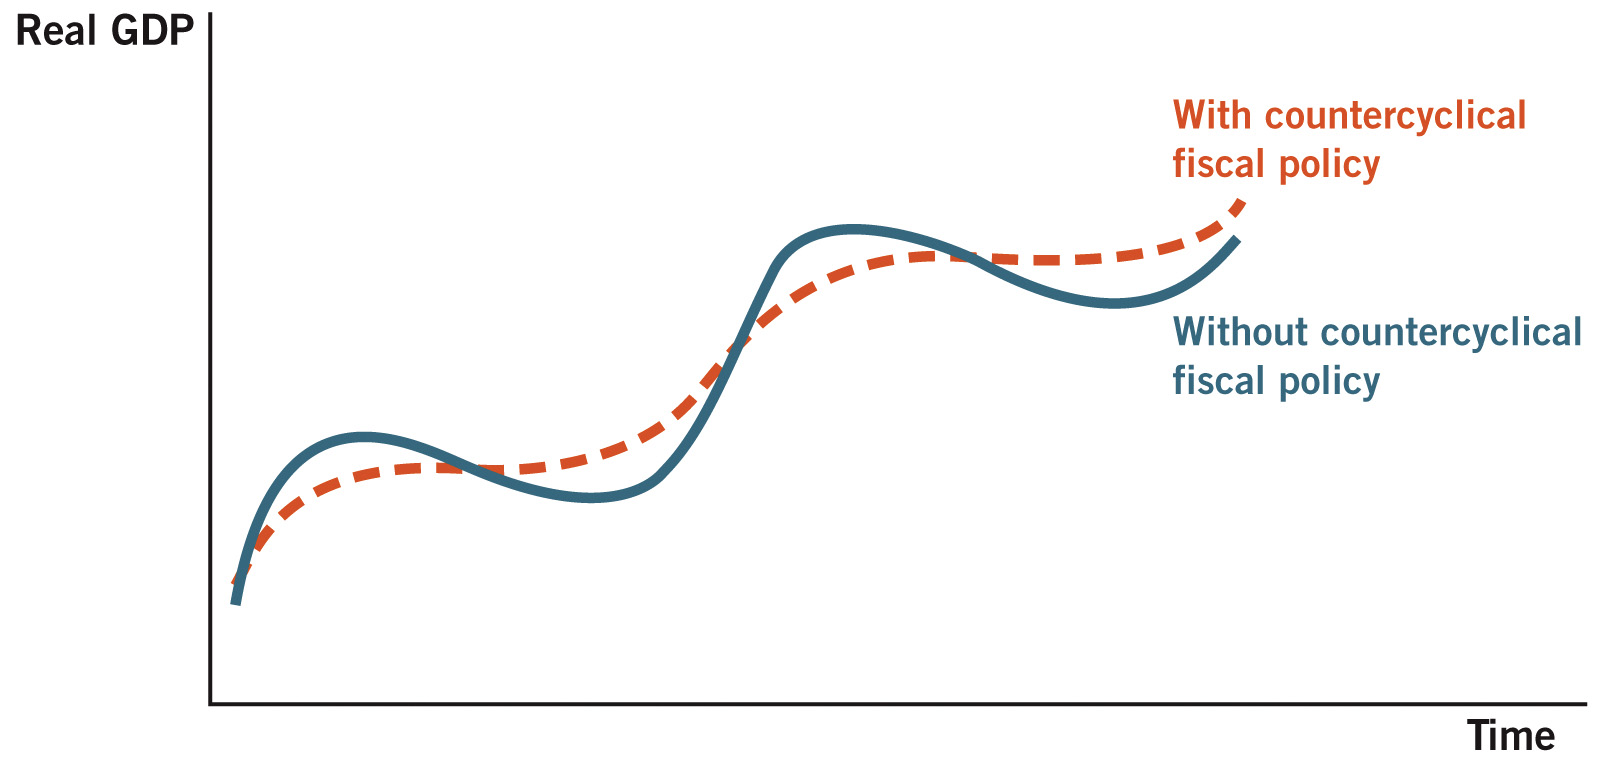 Real GDP
With countercyclical
fiscal policy
Without countercyclical
fiscal policy
Time